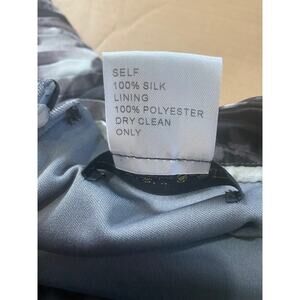 SELF
100% SILK
LINING
100% POLYESTER
DRY CLEAN
ONLY